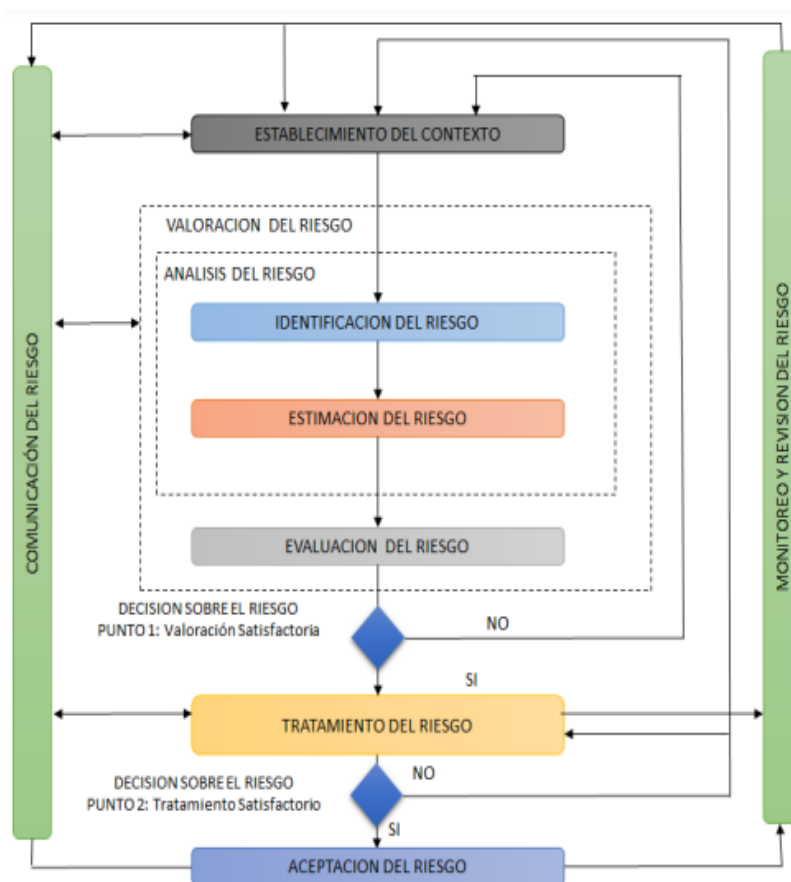 ESTABLECIMIENTO DEL CONTEXTO
VALORACION DEL RIESGO
ANALISIS DEL RIESGO
IDENTIFICACION DEL RIESGO
ESTIMACION DEL RIESGO
EVALUACION DEL RIESGO
COMUNICACIÓN DEL RIESGO
MONITOREO Y REVISION DEL RIESGO
DECISION SOBRE EL RIESGO
PUNTO 1: Valoración Satisfactoria
NO
SI
TRATAMIENTO DEL RIESGO
DECISION SOBRE EL RIESGO
PUNTO 2: Tratamiento Satisfactorio
NO
SI
ACEPTACION DEL RIESGO